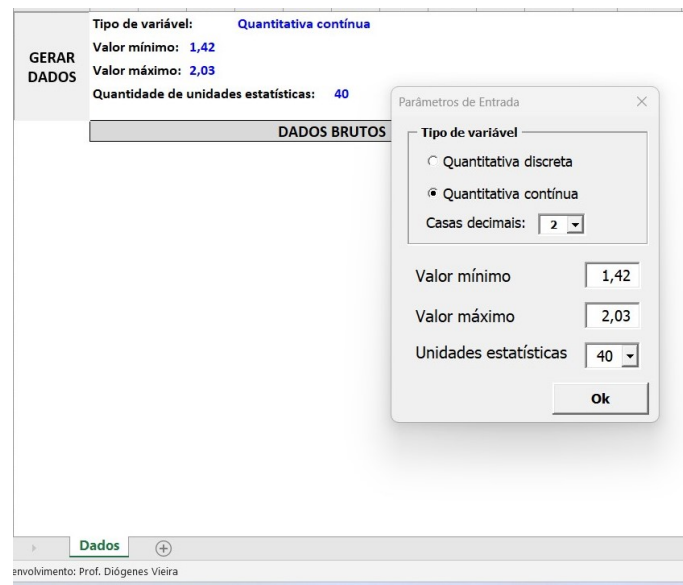 GERAR
DADOS
Tipo de variável: Quantitativa contínua
Valor mínimo: 1,42
Valor máximo: 2,03
Quantidade de unidades estatísticas: 40
DADOS BRUTOS
Parâmetros de Entrada
Tipo de variável
Quantitativa discreta
Quantitativa contínua
Casas decimais: 2
Valor mínimo 1,42
Valor máximo 2,03
Unidades estatísticas 40
Ok
Dados
envolvimento: Prof. Diógenes Vieira